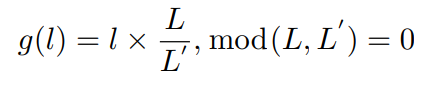 g(l) = l × L/L′, mod(L, L′) = 0